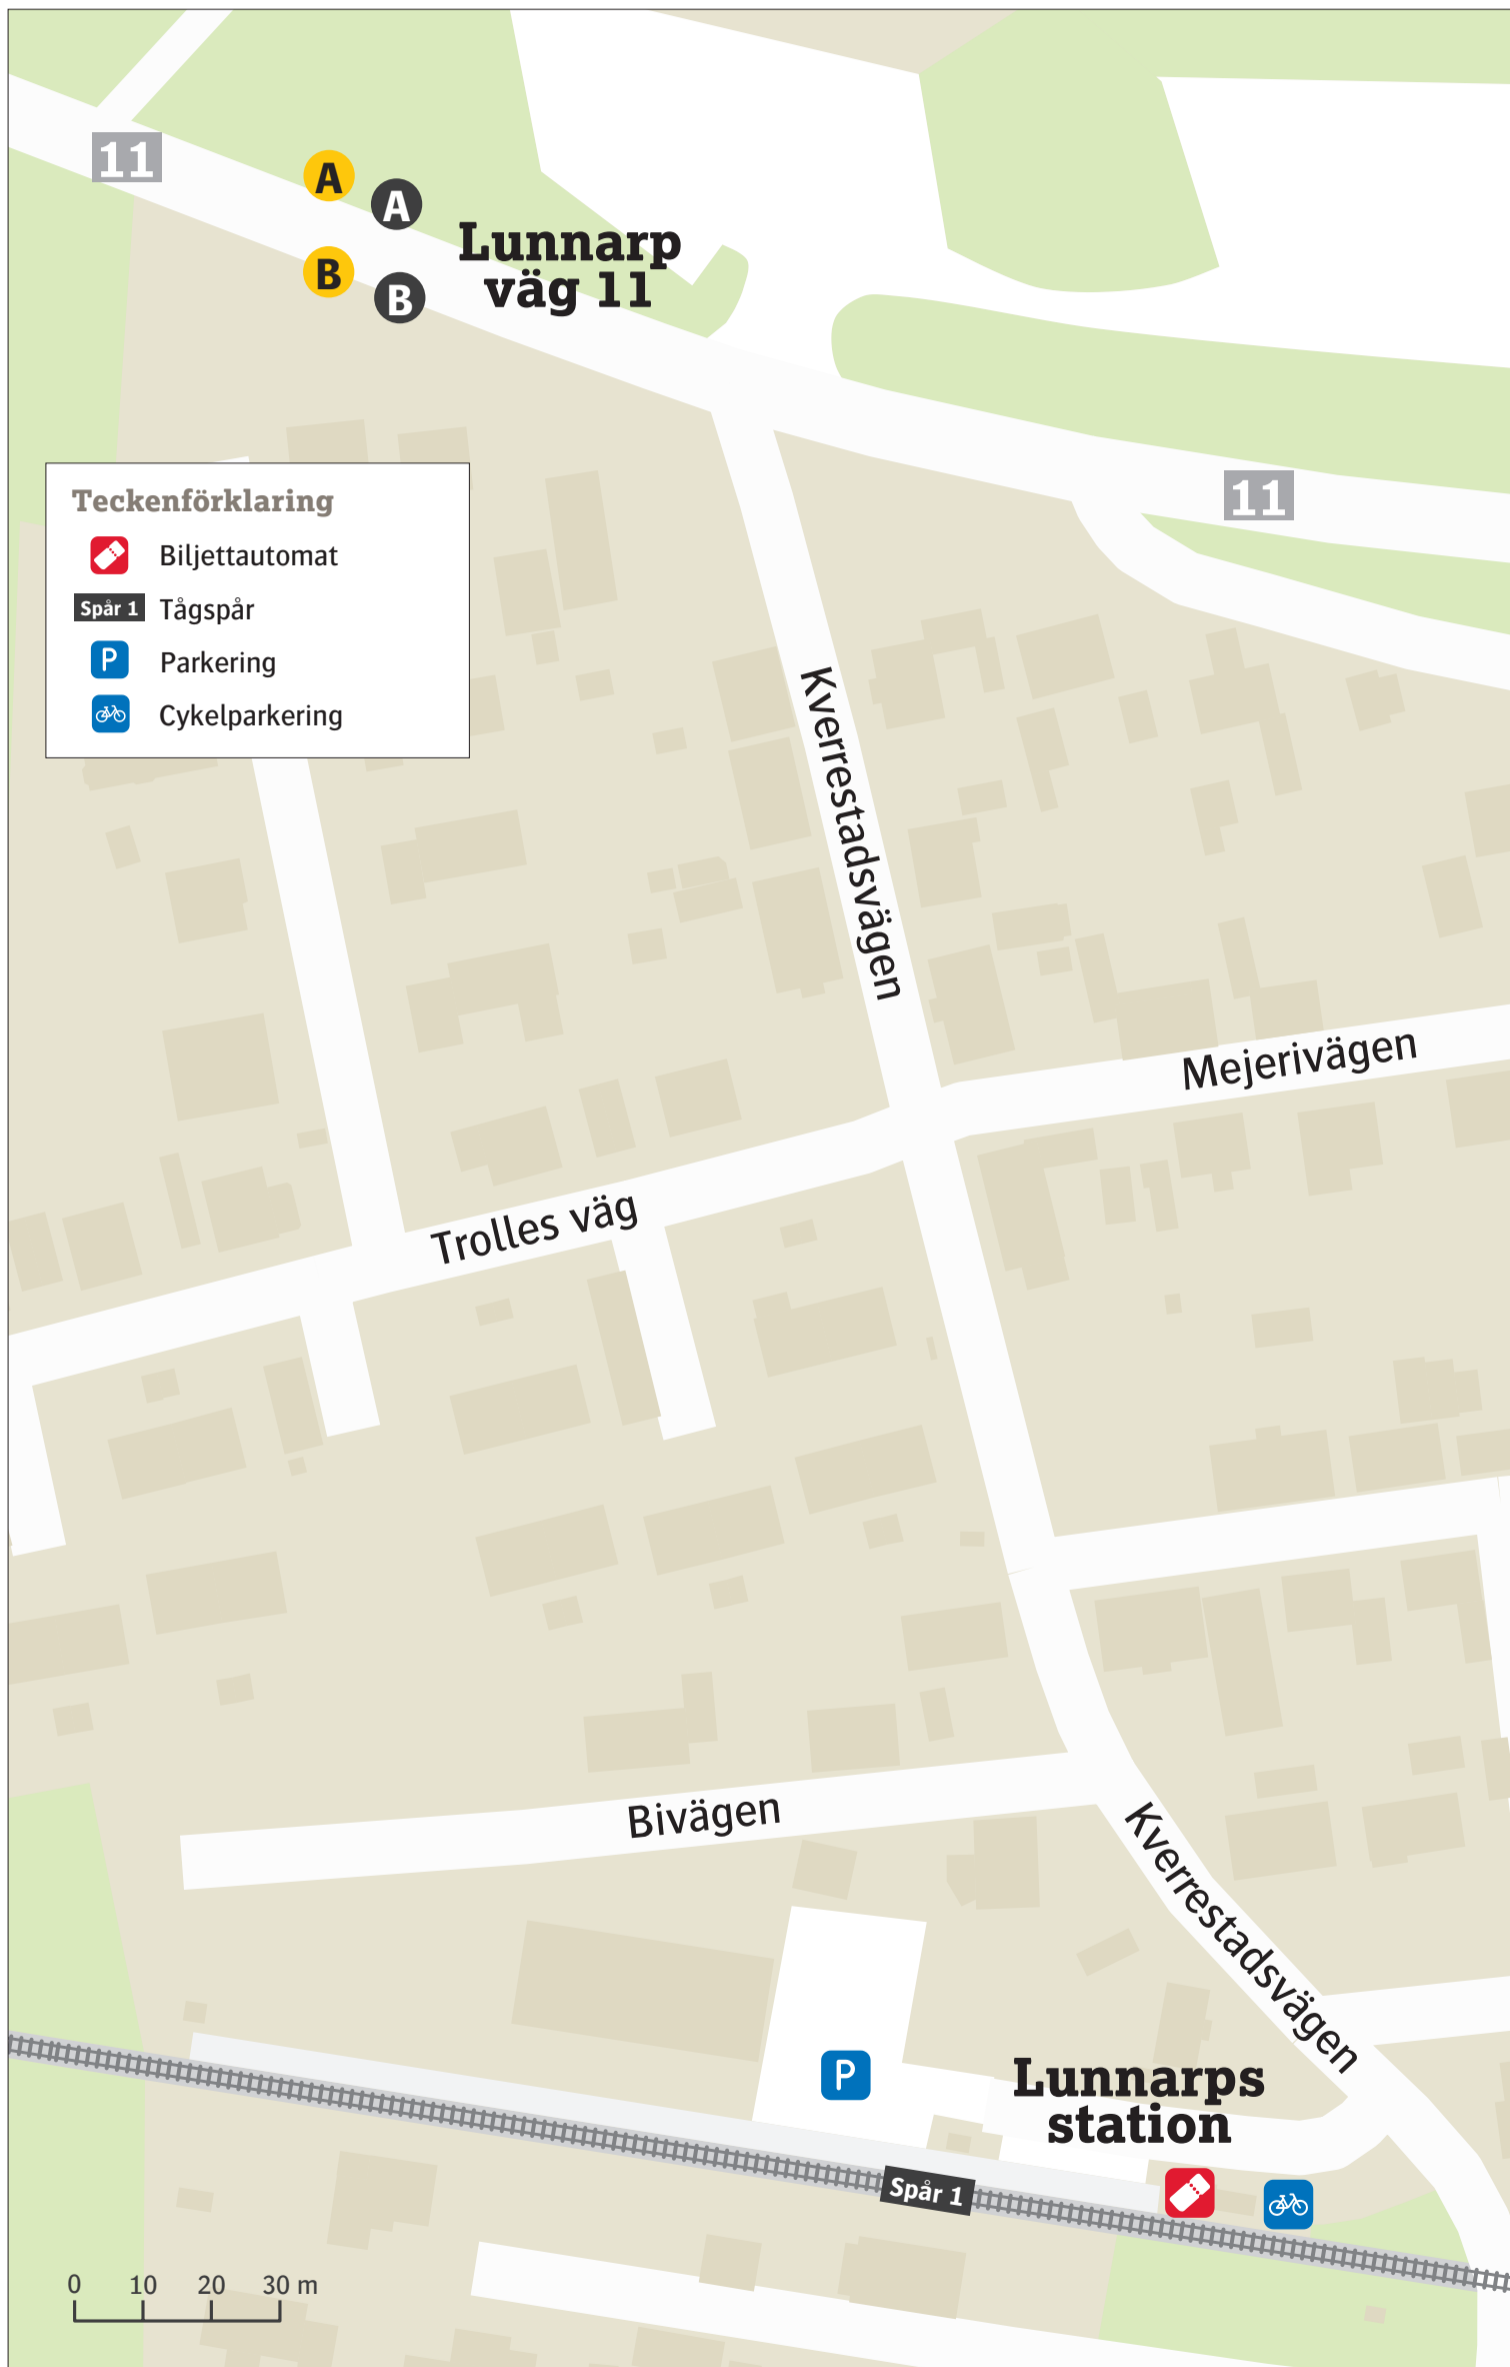 11
A
A
B
B
Lunnarp
väg 11
11
Teckenförklaring
Biljettautomat
Spår 1 Tågspår
P Parkering
Cykelparkering
Kverrestadsvägen
Mejerivägen
Trolles väg
Bivägen
Kverrestadsvägen
P
Lunnarps
station
Spår 1
0 10 20 30 m